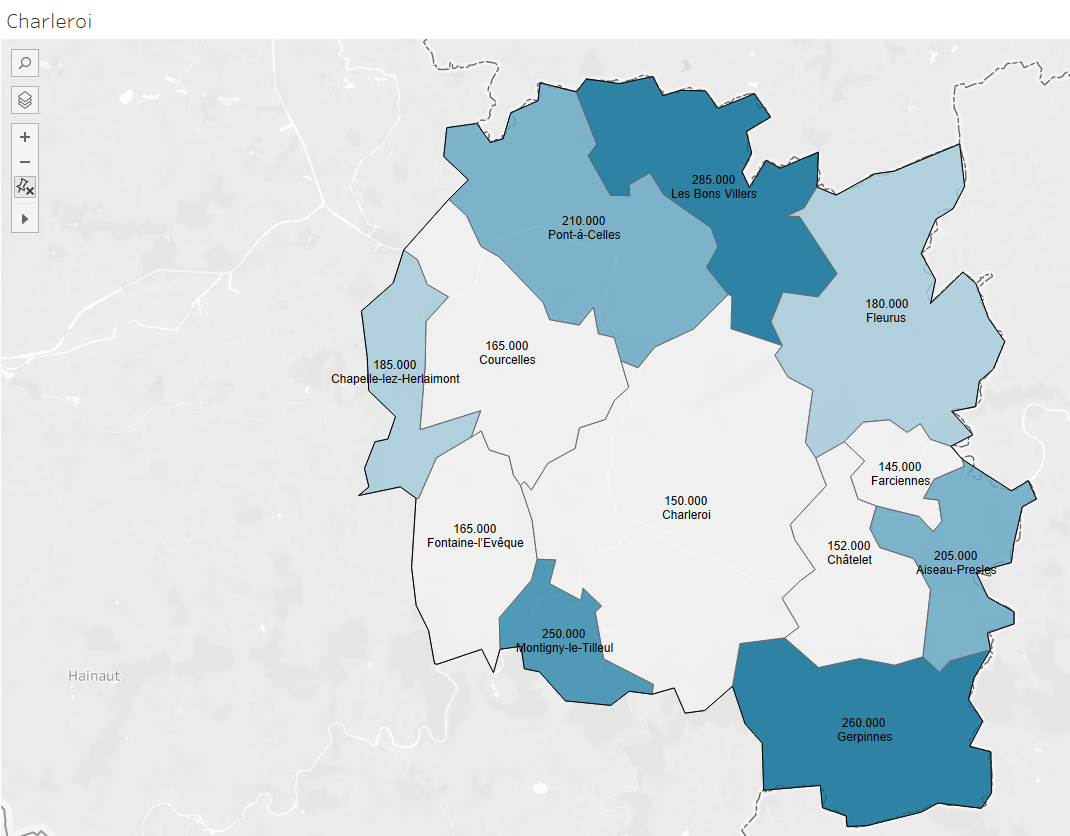 Charleroi
285.000
Les Bons Villers
210.000
Pont-à-Celles
180.000
Fleurus
165.000
Courcelles
185.000
Chapelle-lez-Herlaimont
145.000
Farciennes
150.000
Charleroi
165.000
Fontaine-l'Evêque
152.000
Châtelet
205.000
Aiseau-Presles
250.000
Montigny-le-Tilleul
Hainaut
260.000
Gerpinnes